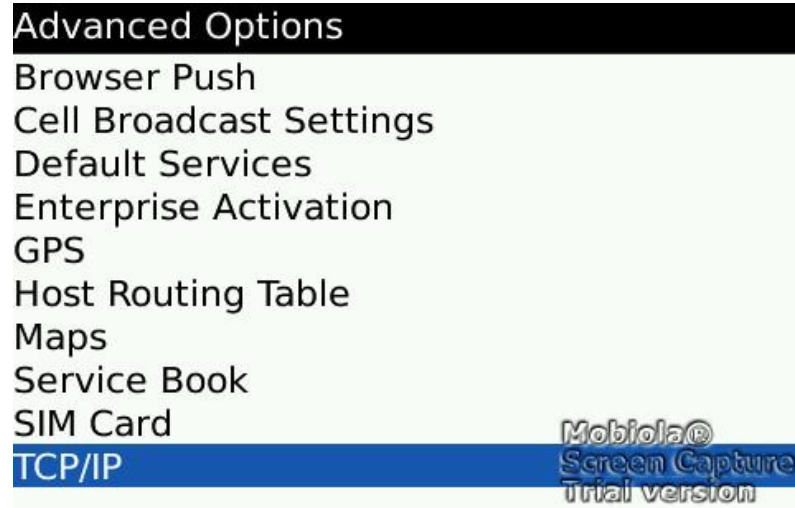 Advanced Options
Browser Push
Cell Broadcast Settings
Default Services
Enterprise Activation
GPS
Host Routing Table
Maps
Service Book
SIM Card
TCP/IP
Mobiola®
Screen Capture
Trial version